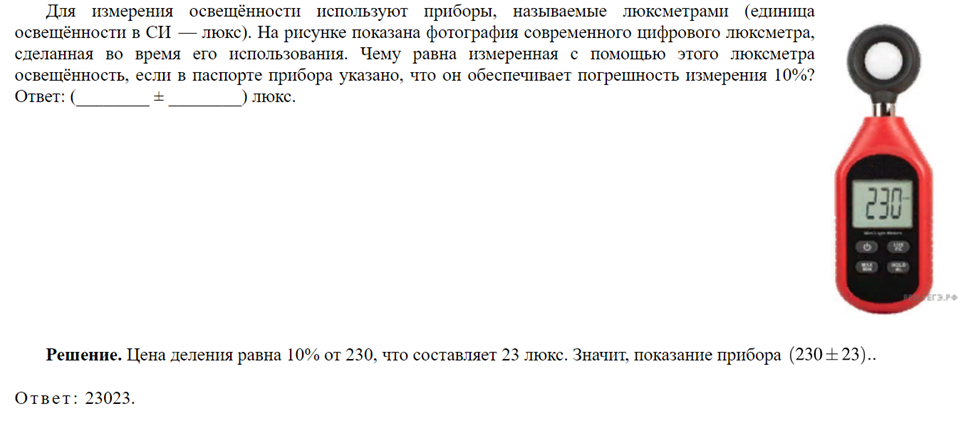 Для измерения освещённости используют приборы, называемые люксметрами (единица
освещённости в СИ — люкс). На рисунке показана фотография современного цифрового люксметра,
сделанная во время его использования. Чему равна измеренная с помощью этого люксметра
освещённость, если в паспорте прибора указано, что он обеспечивает погрешность измерения 10%?
Ответ: (________ ± ________) люкс.
230
Решение. Цена деления равна 10% от 230, что составляет 23 люкс. Значит, показание прибора (230 ± 23)..
Ответ: 23023.